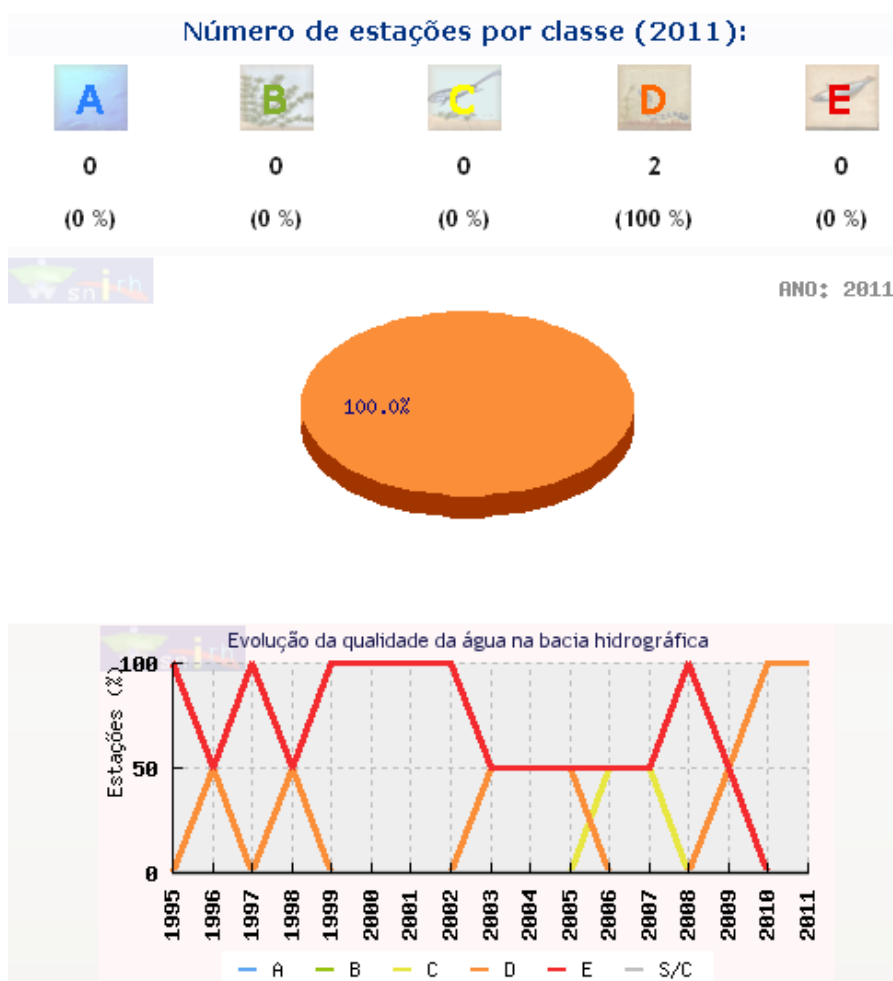 Número de estações por classe (2011):
A B C D E
0 0 0 2 0
(0 %) (0 %) (0 %) (100 %) (0 %)
snirh
ANO: 2011
100.0%
snirh
Evolução da qualidade da água na bacia hidrográfica
Estações (%)
100
50
0
1995 1996 1997 1998 1999 2000 2001 2002 2003 2004 2005 2006 2007 2008 2009 2010 2011
A B C D E S/C